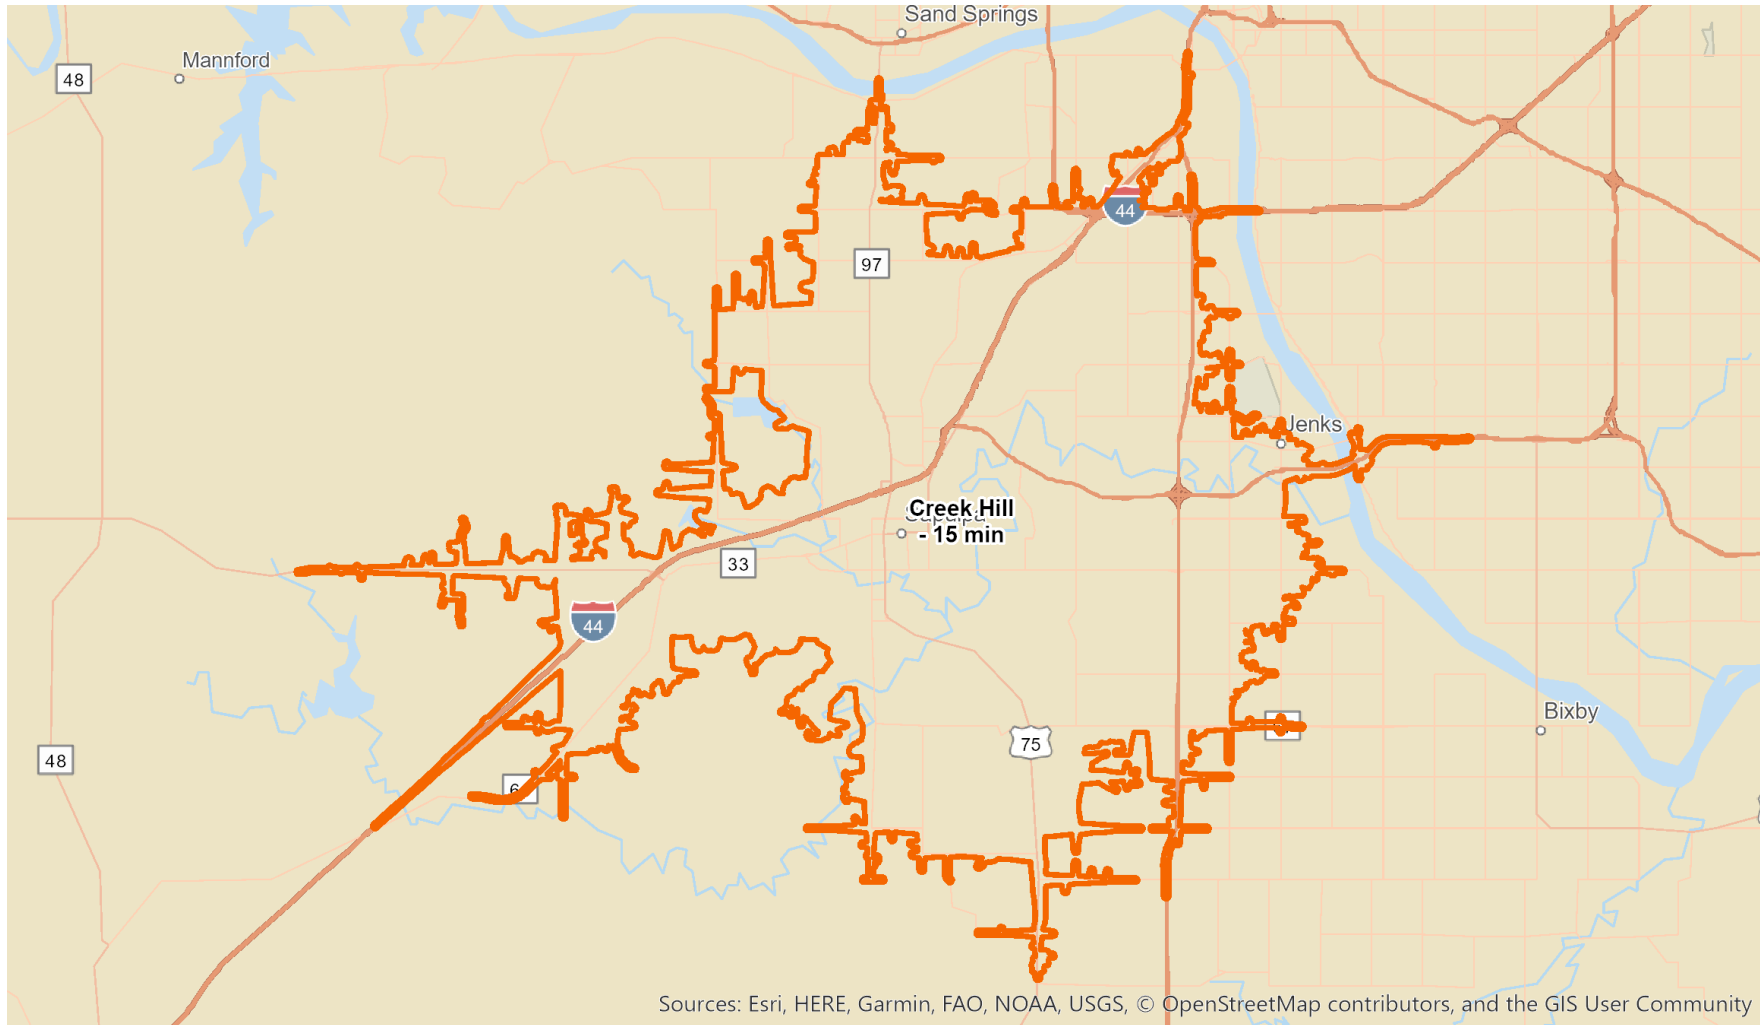 Sand Springs
Mannford
48
44
97
Jenks
Creek Hill
- 15 min
33
44
Bixby
75
48
6
Sources: Esri, HERE, Garmin, FAO, NOAA, USGS, © OpenStreetMap contributors, and the GIS User Community